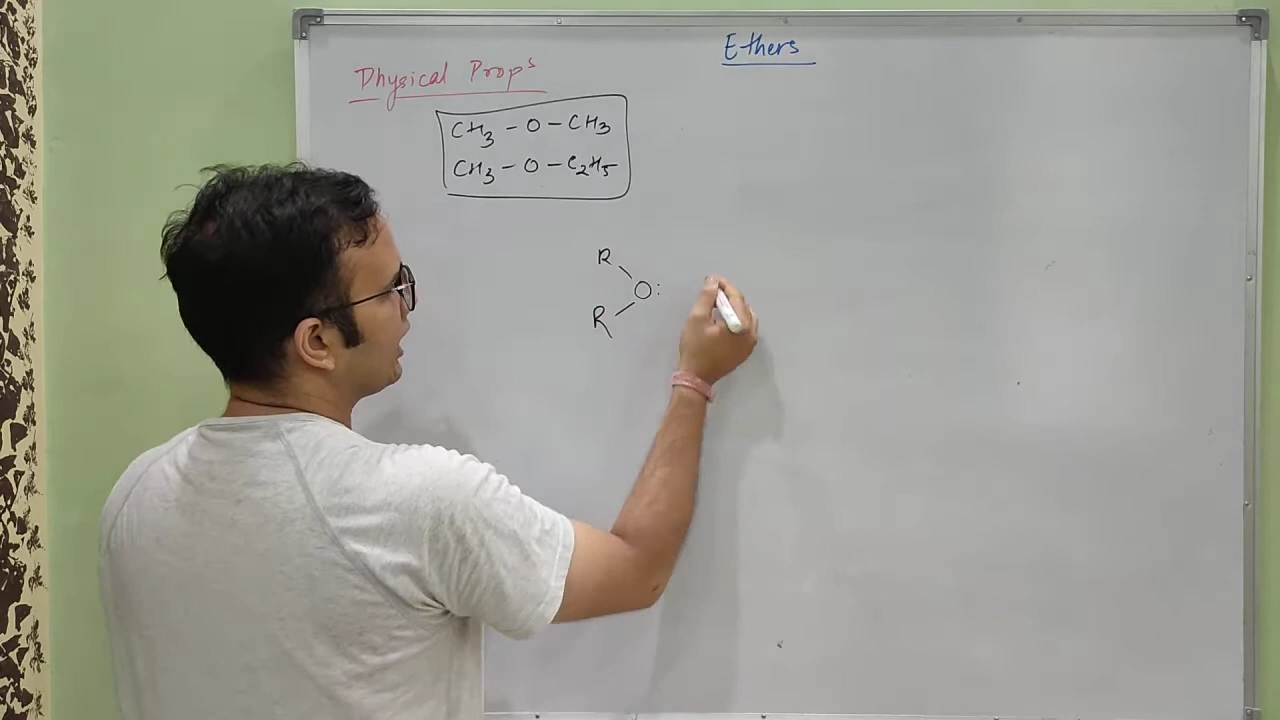 Ethers
Physical Prop^s
CH₃ – O – CH₃
CH₃ – O – C₂H₅
R
O:
R